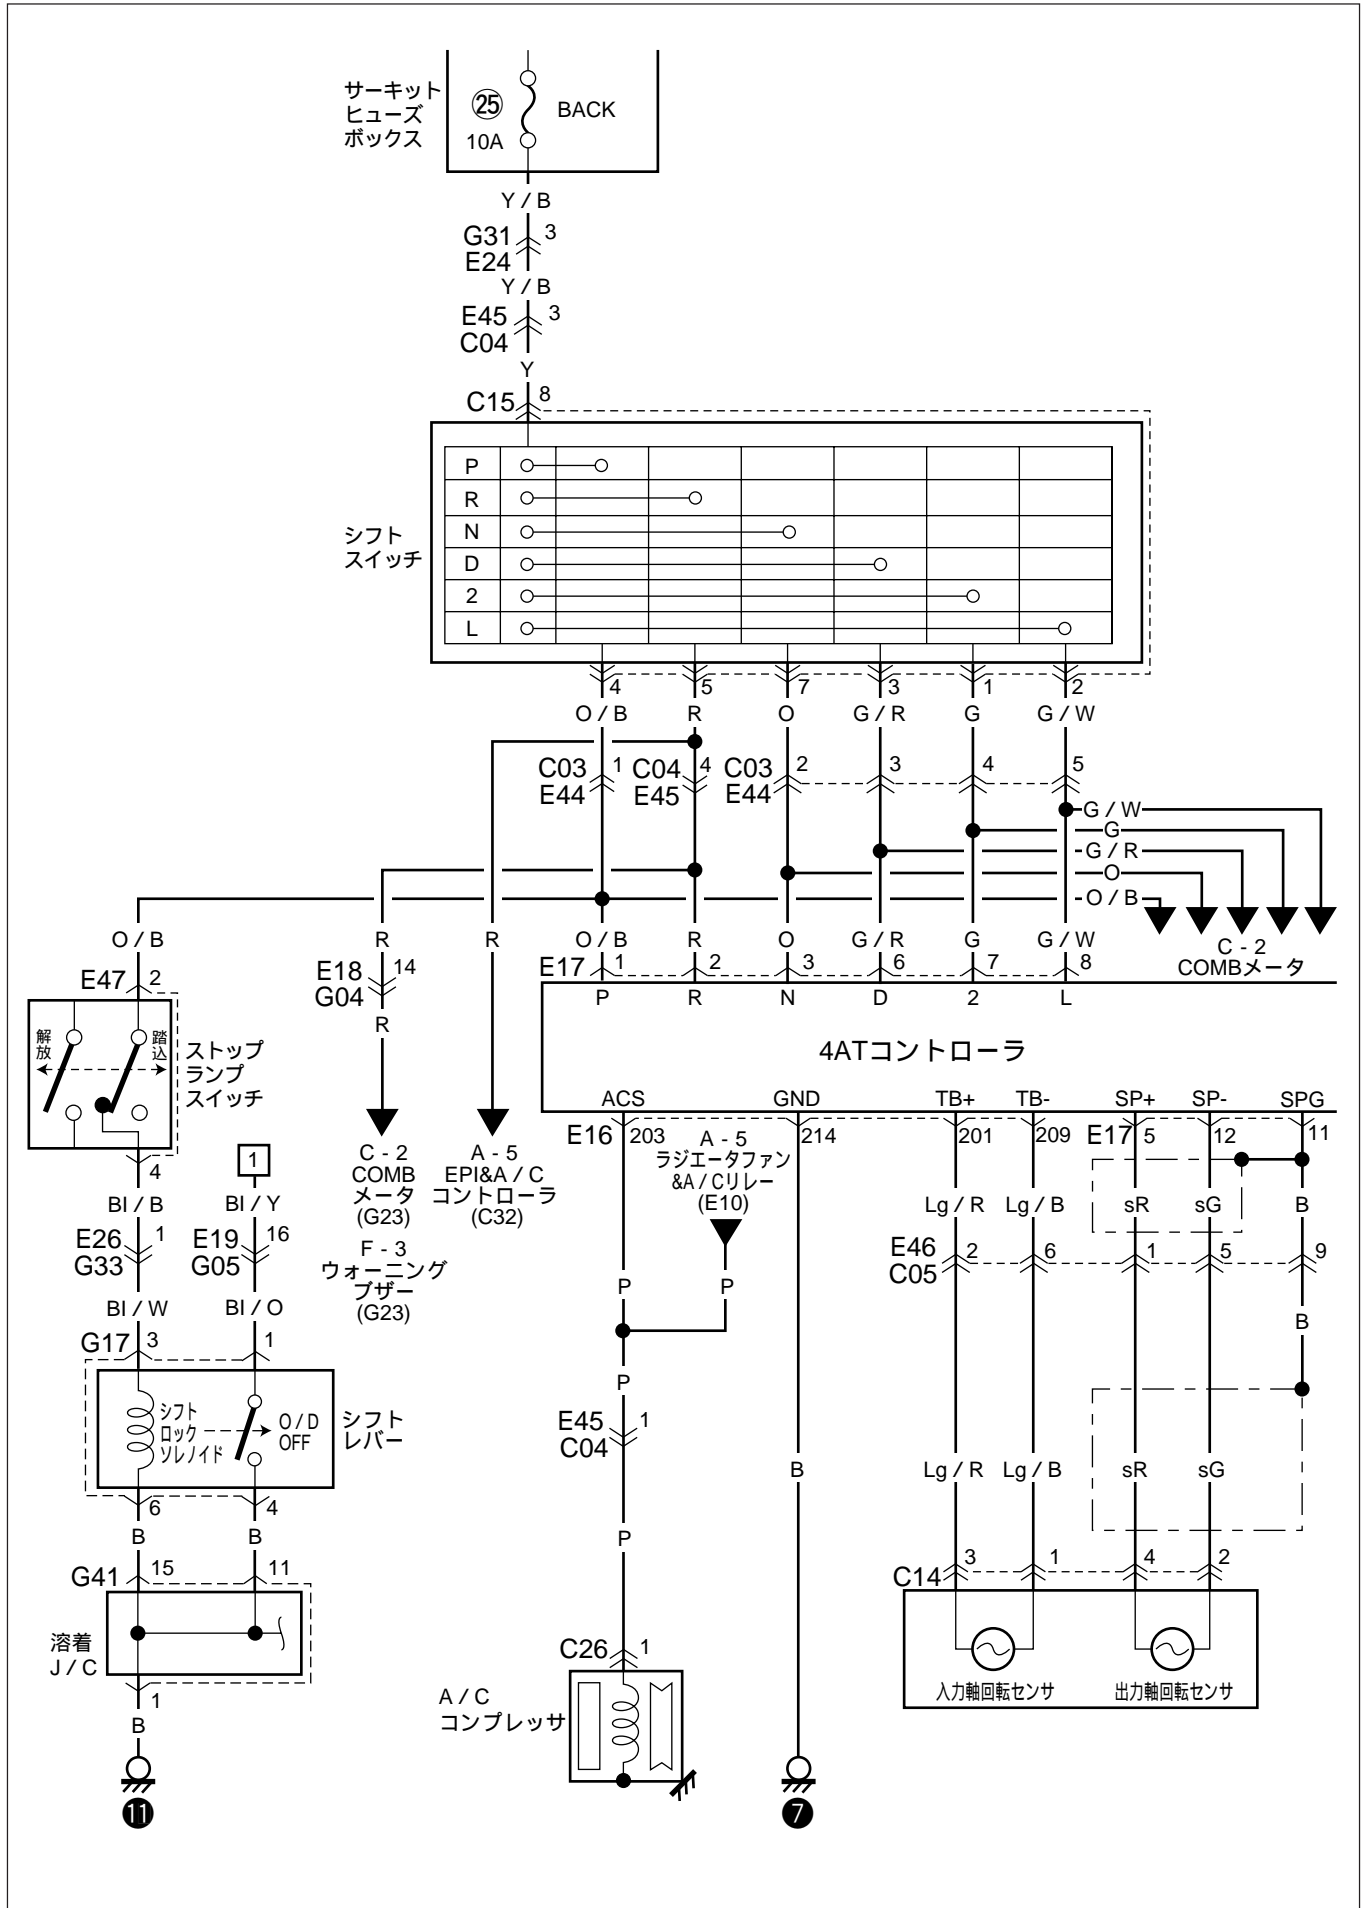 サーキット
ヒューズ
ボックス
25
10A
BACK
Y / B
G31
E24
3
Y / B
E45
C04
3
Y
C15
8
シフト
スイッチ
P
R
N
D
2
L
4
5
7
3
1
2
O / B
R
O
G / R
G
G / W
C03
E44
1
C04
E45
4
C03
E44
2
3
4
5
G / W
G
G / R
O
O / B
C - 2
COMBメータ
O / B
R
R
O / B
R
O
G / R
G
G / W
E47
2
E18
G04
14
R
E17
1
2
3
6
7
8
P
R
N
D
2
L
4ATコントローラ
解放
踏込
ストップ
ランプ
スイッチ
4
1
ACS
GND
TB+
TB-
SP+
SP-
SPG
E16
203
214
201
209
E17
5
12
11
C - 2
COMB
メータ
(G23)
F - 3
ウォーニング
ブザー
(G23)
A - 5
EPI&A / C
コントローラ
(C32)
A - 5
ラジエータファン
&A / Cリレー
(E10)
Bl / B
Bl / Y
E26
G33
1
E19
G05
16
Bl / W
Bl / O
Lg / R
Lg / B
sR
sG
B
E46
C05
2
6
1
5
9
P
P
B
G17
3
1
シフト
ロック
ソレノイド
O / D
OFF
シフト
レバー
6
4
B
B
P
E45
C04
1
B
Lg / R
Lg / B
sR
sG
P
G41
15
11
溶着
J / C
1
B
11
C14
3
1
4
2
入力軸回転センサ
出力軸回転センサ
C26
1
A / C
コンプレッサ
7